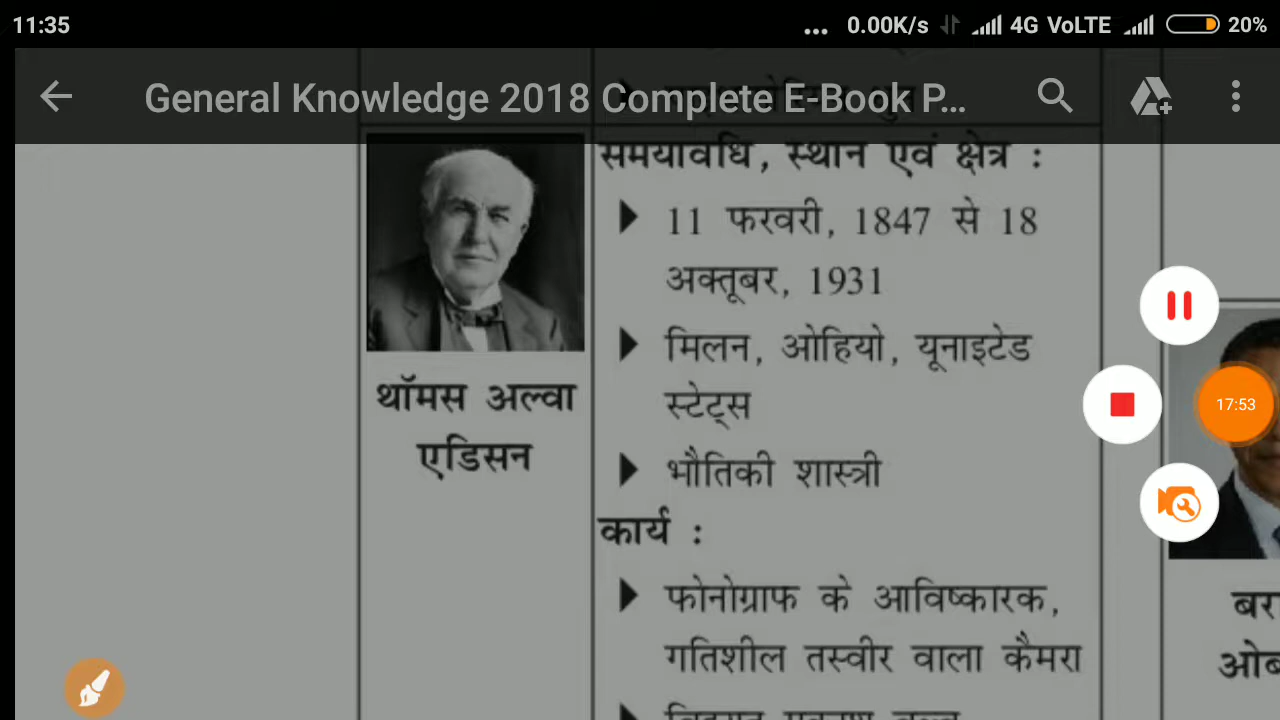 11:35
... 0.00K/s 4G VoLTE 20%
General Knowledge 2018 Complete E-Book P...
समयावधि, स्थान एवं क्षेत्र :
11 फरवरी, 1847 से 18
अक्तूबर, 1931
मिलन, ओहियो, यूनाइटेड
स्टेट्स
भौतिकी शास्त्री
थॉमस अल्वा
एडिसन
कार्य :
फोनोग्राफ के आविष्कारक,
गतिशील तस्वीर वाला कैमरा
17:53